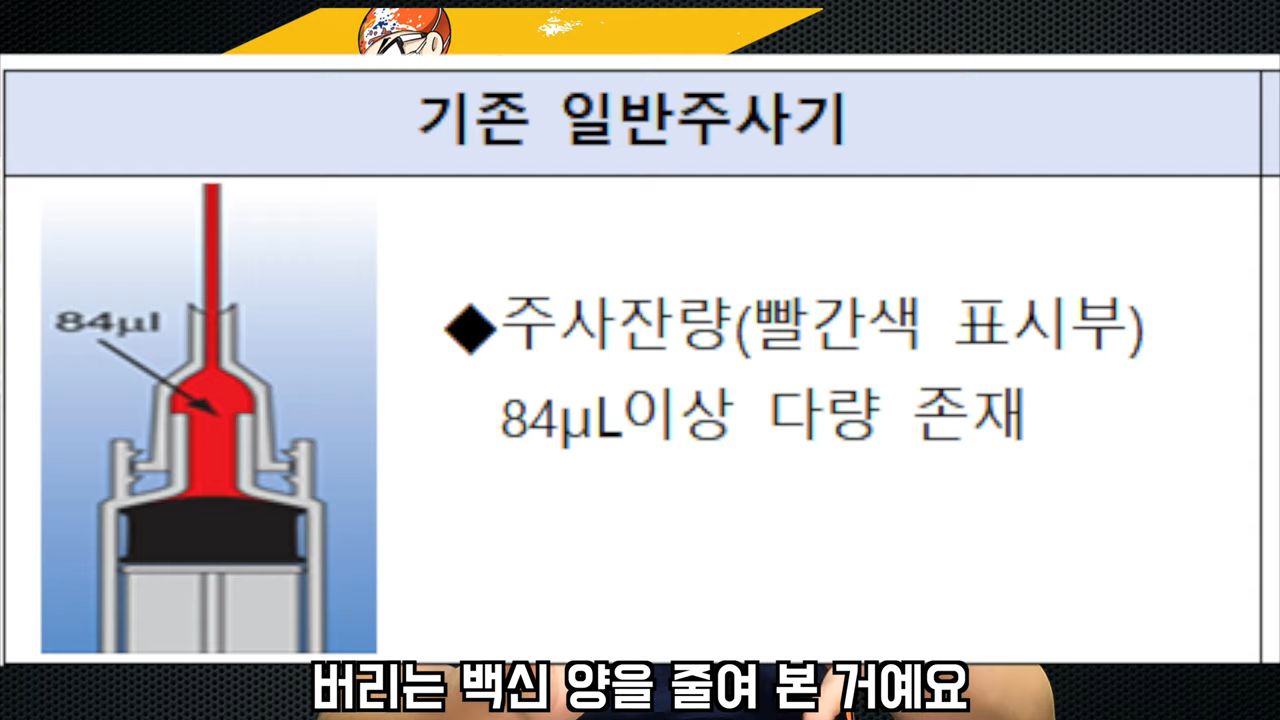 기존 일반주사기
84µl
◆주사잔량(빨간색 표시부)
84µL이상 다량 존재
버리는 백신 양을 줄여 본 거예요